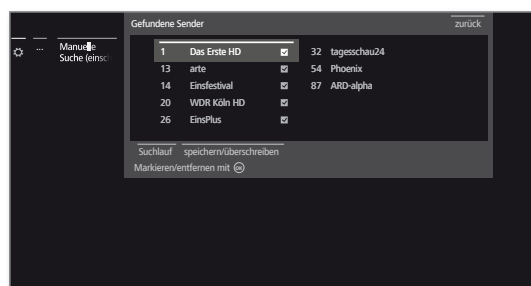 Gefundene Sender zurück
... Manuelle
Suche (einsc
1 Das Erste HD 32 tagesschau24
13 arte 54 Phoenix
14 Einsfestival 87 ARD-alpha
20 WDR Köln HD
26 EinsPlus
Suchlauf speichern/überschreiben
Markieren/entfernen mit OK